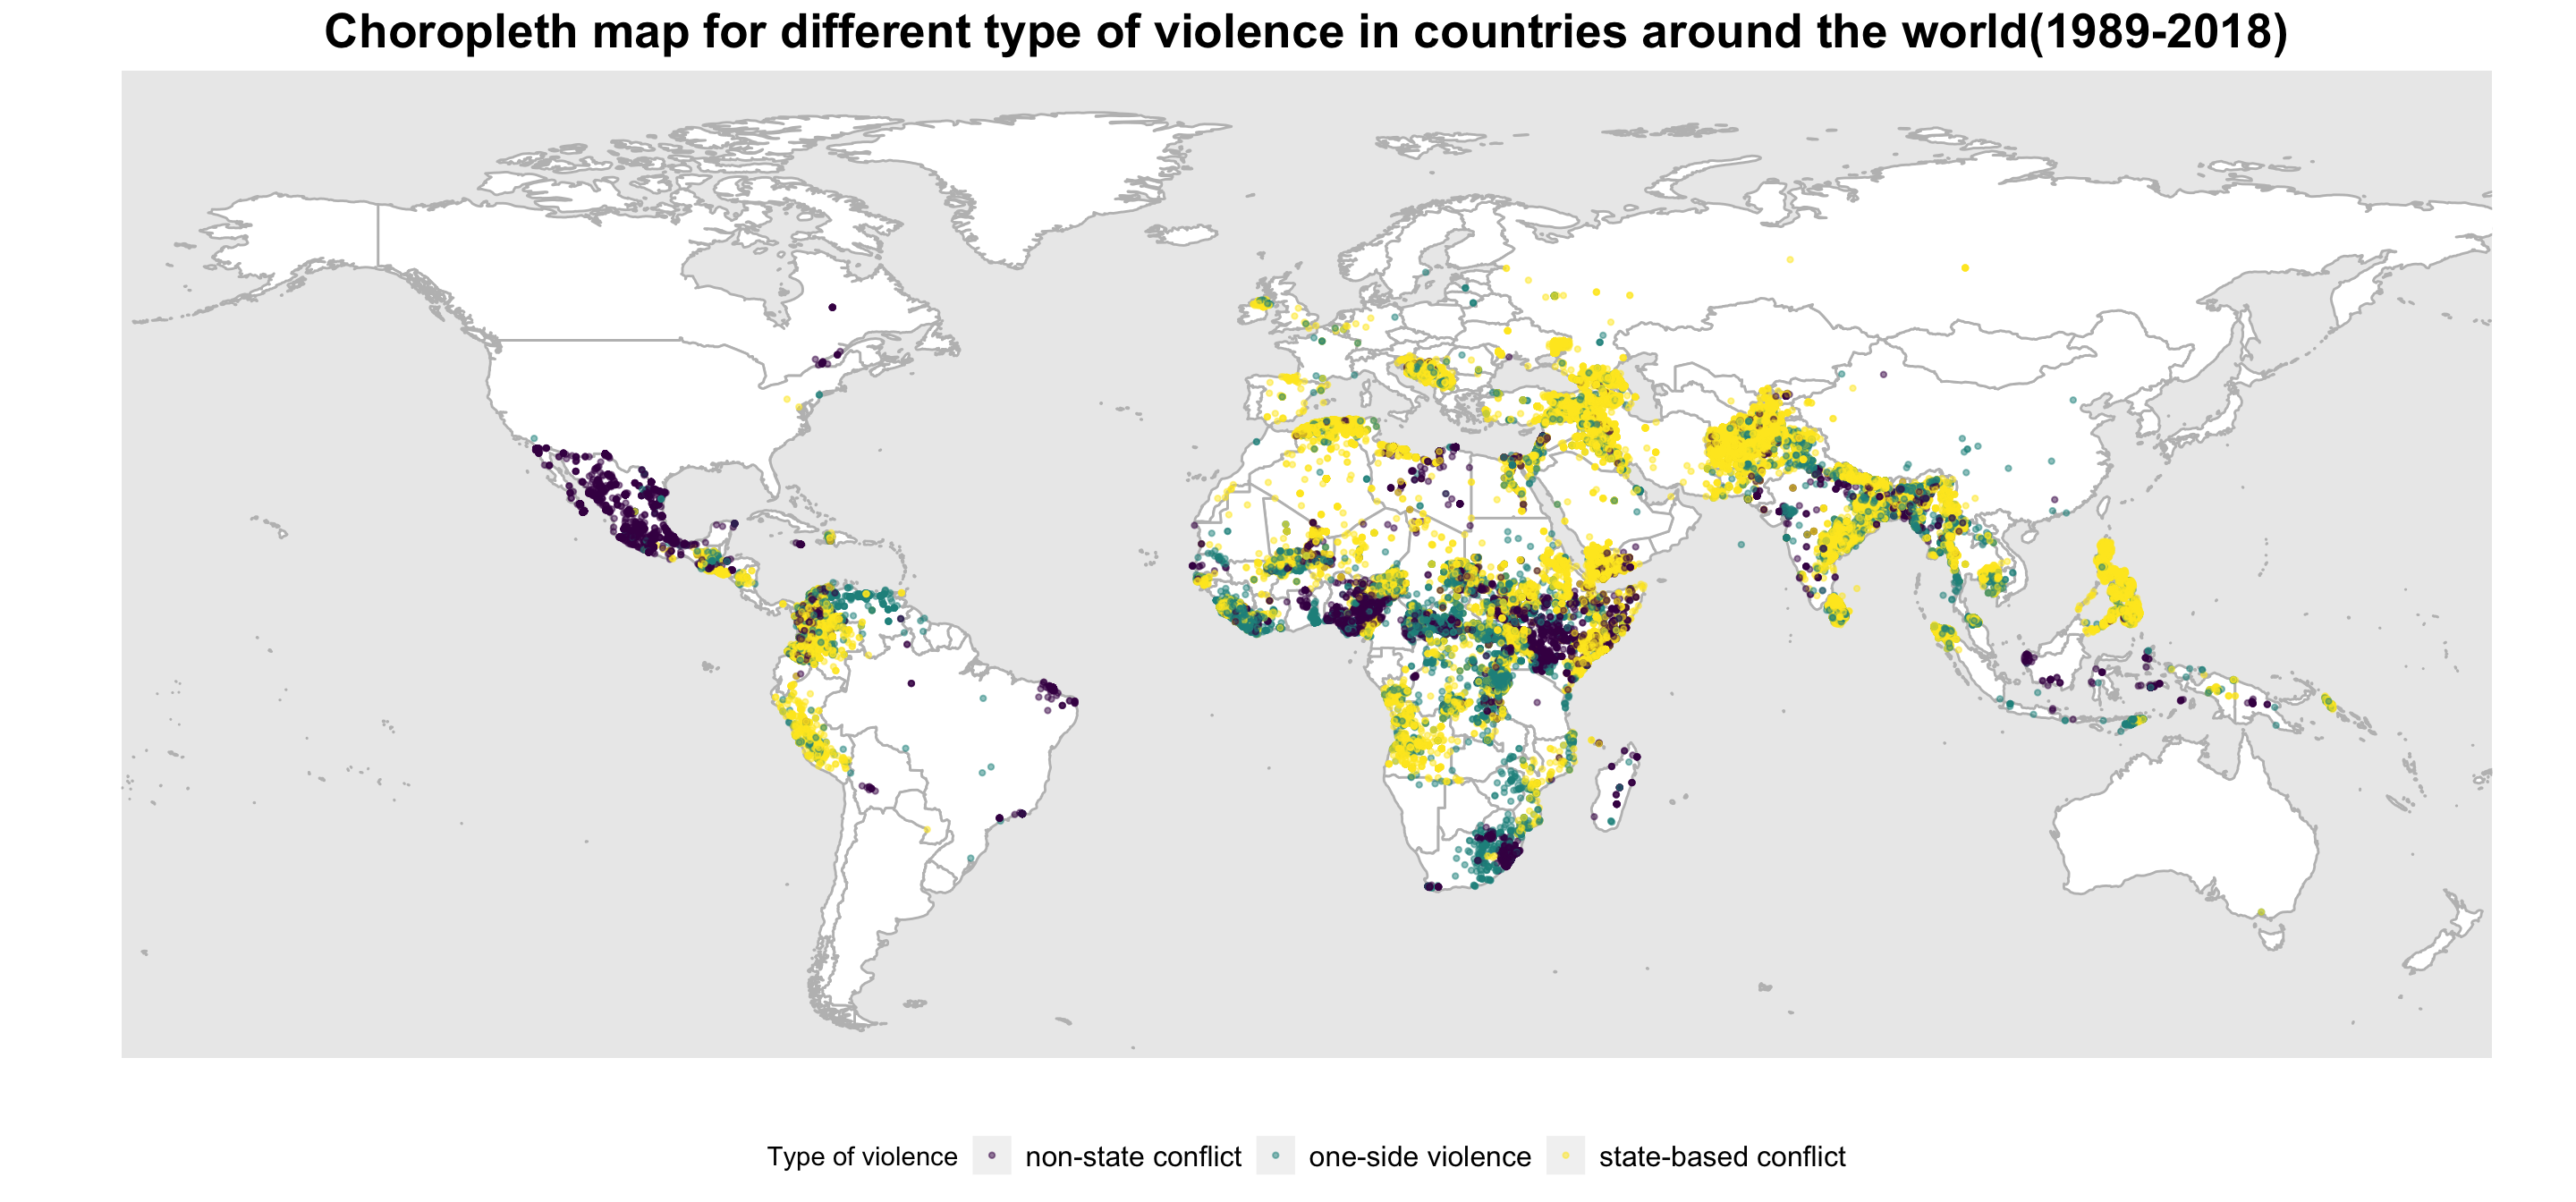 Choropleth map for different type of violence in countries around the world(1989-2018)
Type of violence non-state conflict one-side violence state-based conflict